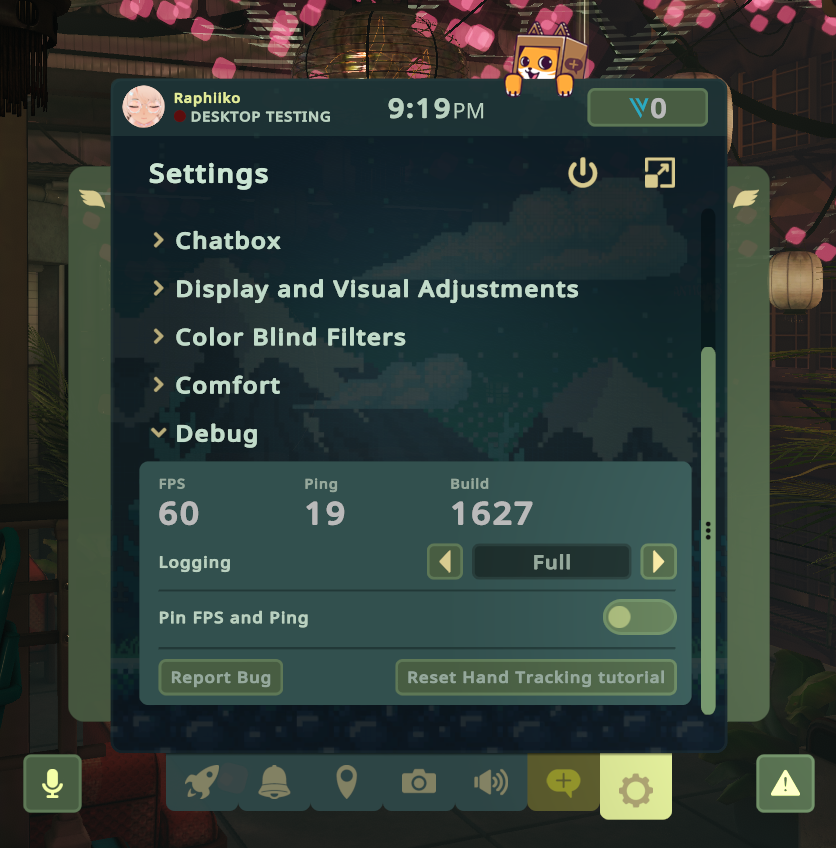 Raphiiko
DESKTOP TESTING
9:19PM
0
Settings
Chatbox
Display and Visual Adjustments
Color Blind Filters
Comfort
Debug
FPS
Ping
Build
60
19
1627
Logging
Full
Pin FPS and Ping
Report Bug
Reset Hand Tracking tutorial